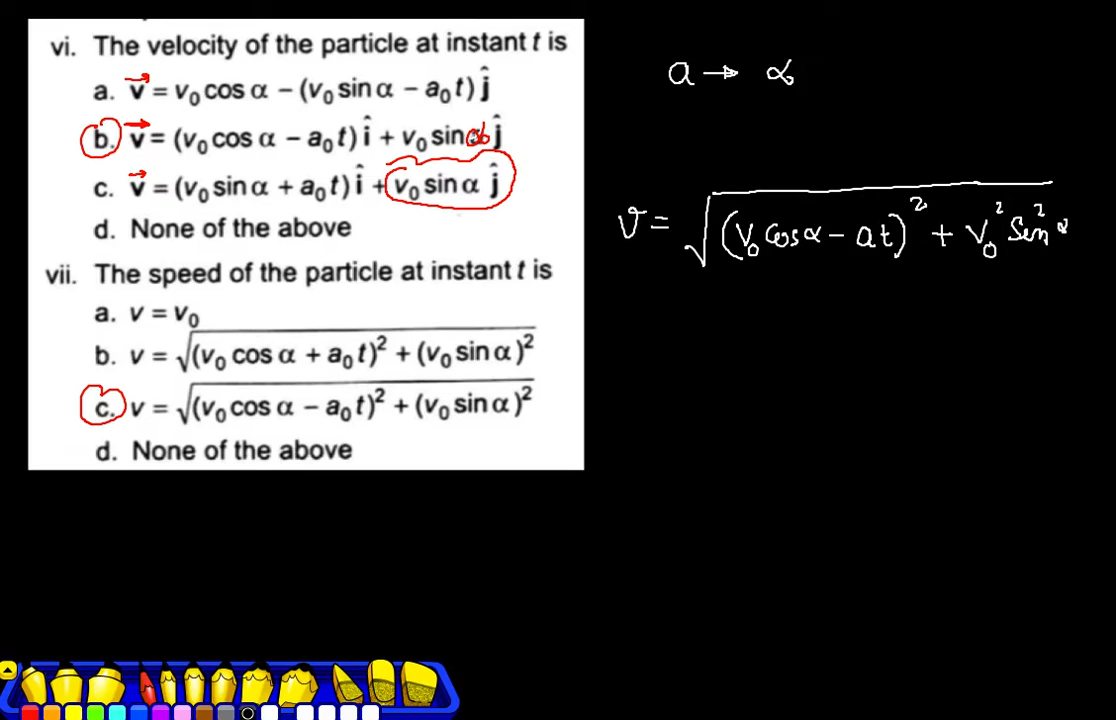 vi. The velocity of the particle at instant t is
a. v⃗ = v₀ cos α − (v₀ sin α − a₀t) ĵ
b. v⃗ = (v₀ cos α − a₀t) î + v₀ sin α ĵ
c. v⃗ = (v₀ sin α + a₀t) î + v₀ sin α ĵ
d. None of the above
vii. The speed of the particle at instant t is
a. v = v₀
b. v = √((v₀ cos α + a₀t)² + (v₀ sin α)²)
c. v = √((v₀ cos α − a₀t)² + (v₀ sin α)²)
d. None of the above
a → α
v = √((V₀ Cosα − at)² + V₀² Sen² α)